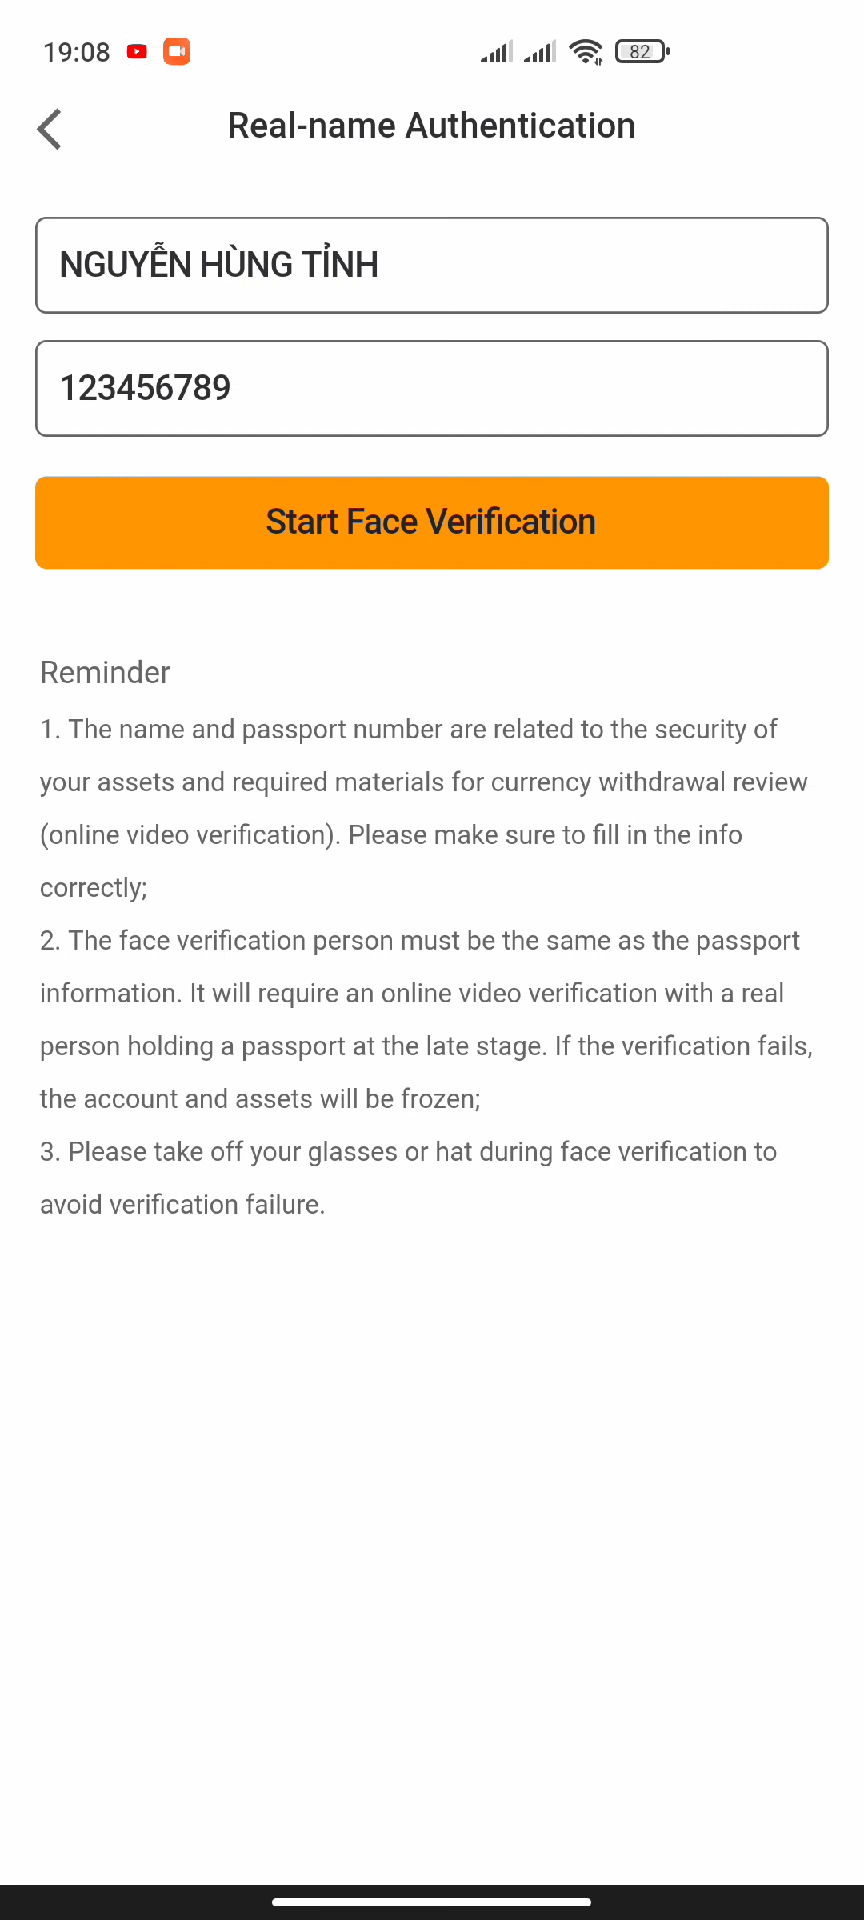 19:08
82
Real-name Authentication
NGUYỄN HÙNG TỈNH
123456789
Start Face Verification
Reminder
1. The name and passport number are related to the security of
your assets and required materials for currency withdrawal review
(online video verification). Please make sure to fill in the info
correctly;
2. The face verification person must be the same as the passport
information. It will require an online video verification with a real
person holding a passport at the late stage. If the verification fails,
the account and assets will be frozen;
3. Please take off your glasses or hat during face verification to
avoid verification failure.